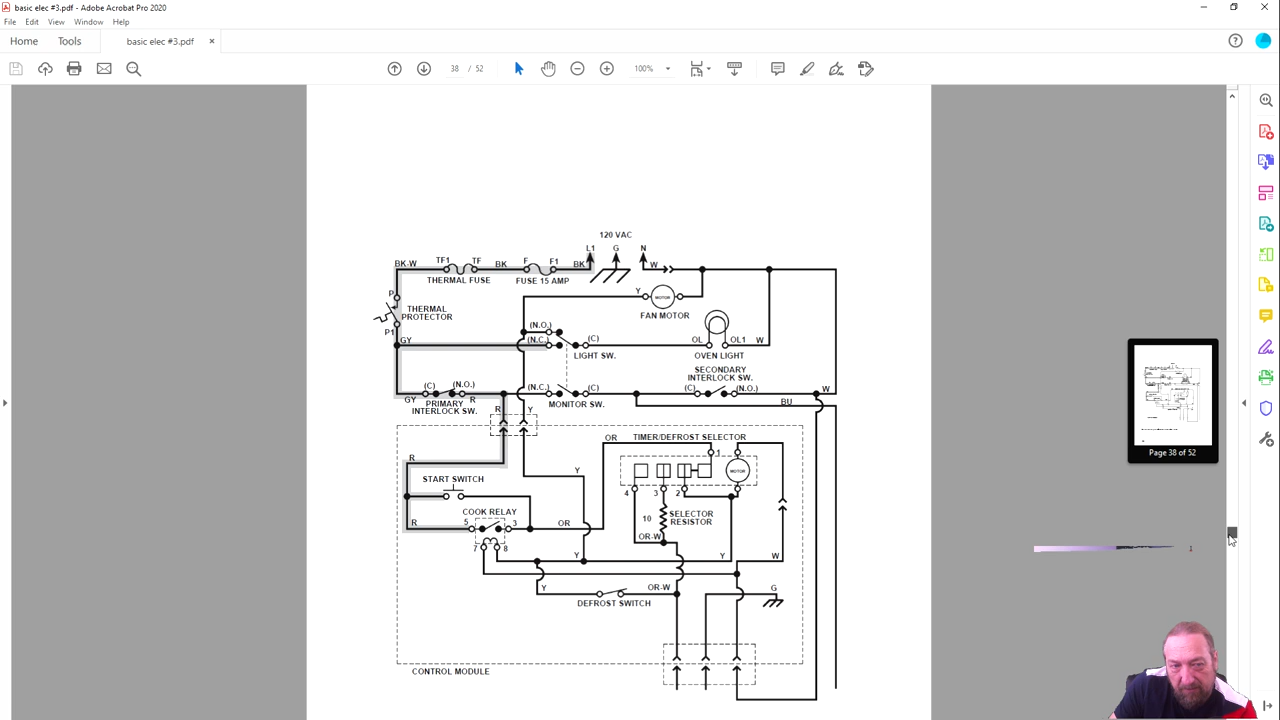 basic elec #3.pdf - Adobe Acrobat Pro 2020
File Edit View Window Help
Home Tools basic elec #3.pdf ×
38 / 52 100%
120 VAC
L1 G N
BK-W TF1 TF BK F F1 BK W
THERMAL FUSE FUSE 15 AMP
P Y MOTOR
THERMAL PROTECTOR FAN MOTOR
P1 (N.O.)
GY (N.C.) (C) OL OL1 W
LIGHT SW. OVEN LIGHT
SECONDARY
INTERLOCK SW.
(C) (N.O.) (N.C.) (C) (C) (N.O.) W
GY PRIMARY R MONITOR SW. BU
INTERLOCK SW. R Y
OR TIMER/DEFROST SELECTOR
1
R
MOTOR
START SWITCH Y
4 3 2
COOK RELAY
10 SELECTOR
RESISTOR
R 5 3 OR
OR-W
7 8 Y Y W
Y OR-W G
DEFROST SWITCH
CONTROL MODULE
Page 38 of 52
1